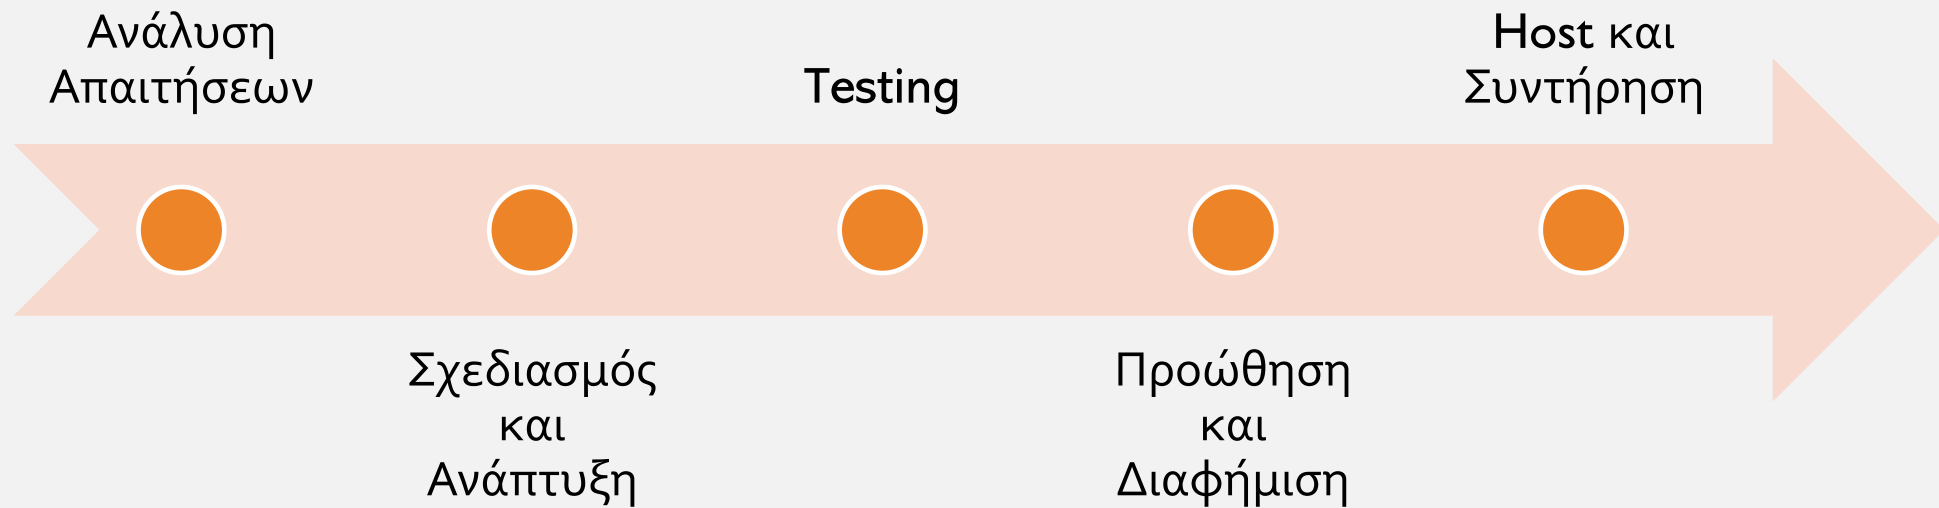 Ανάλυση
Απαιτήσεων
Σχεδιασμός
και
Ανάπτυξη
Testing
Προώθηση
και
Διαφήμιση
Host και
Συντήρηση